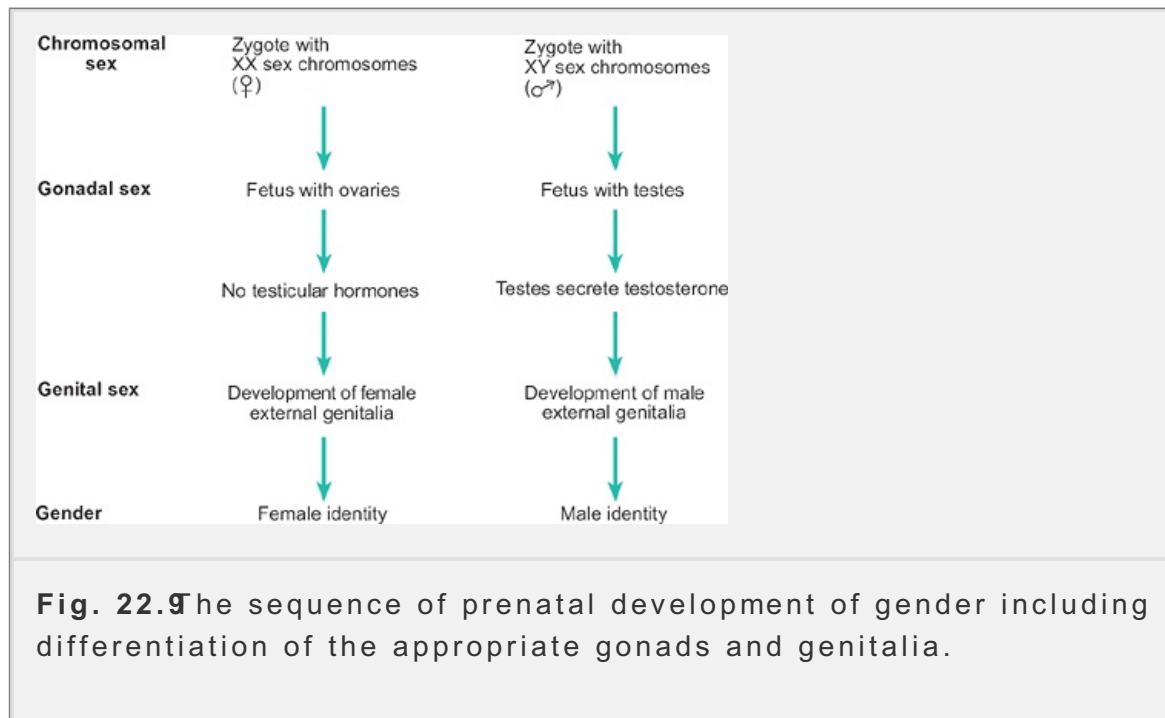 Chromosomal sex
Zygote with
XX sex chromosomes
(♀)
Zygote with
XY sex chromosomes
(♂)
Gonadal sex
Fetus with ovaries
Fetus with testes
No testicular hormones
Testes secrete testosterone
Genital sex
Development of female
external genitalia
Development of male
external genitalia
Gender
Female identity
Male identity
Fig. 22.9 The sequence of prenatal development of gender including
differentiation of the appropriate gonads and genitalia.